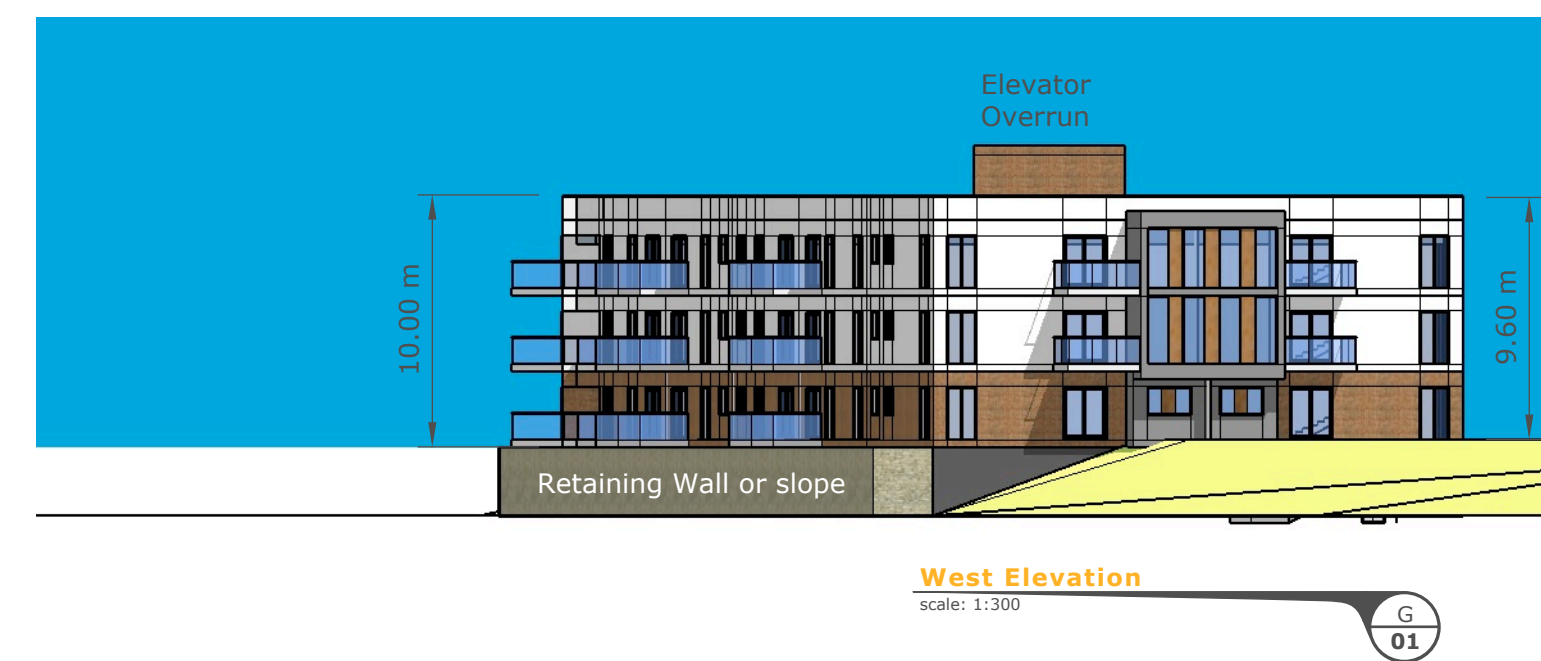 Elevator
Overrun
10.00 m
9.60 m
Retaining Wall or slope
West Elevation
scale: 1:300
G
01